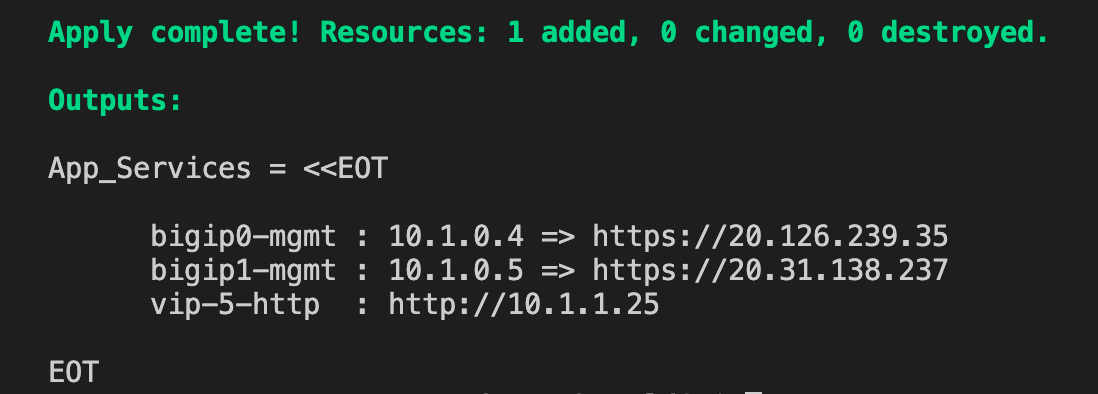 Apply complete! Resources: 1 added, 0 changed, 0 destroyed.
Outputs:
App_Services = <<EOT
bigip0-mgmt : 10.1.0.4 => https://20.126.239.35
bigip1-mgmt : 10.1.0.5 => https://20.31.138.237
vip-5-http  : http://10.1.1.25
EOT